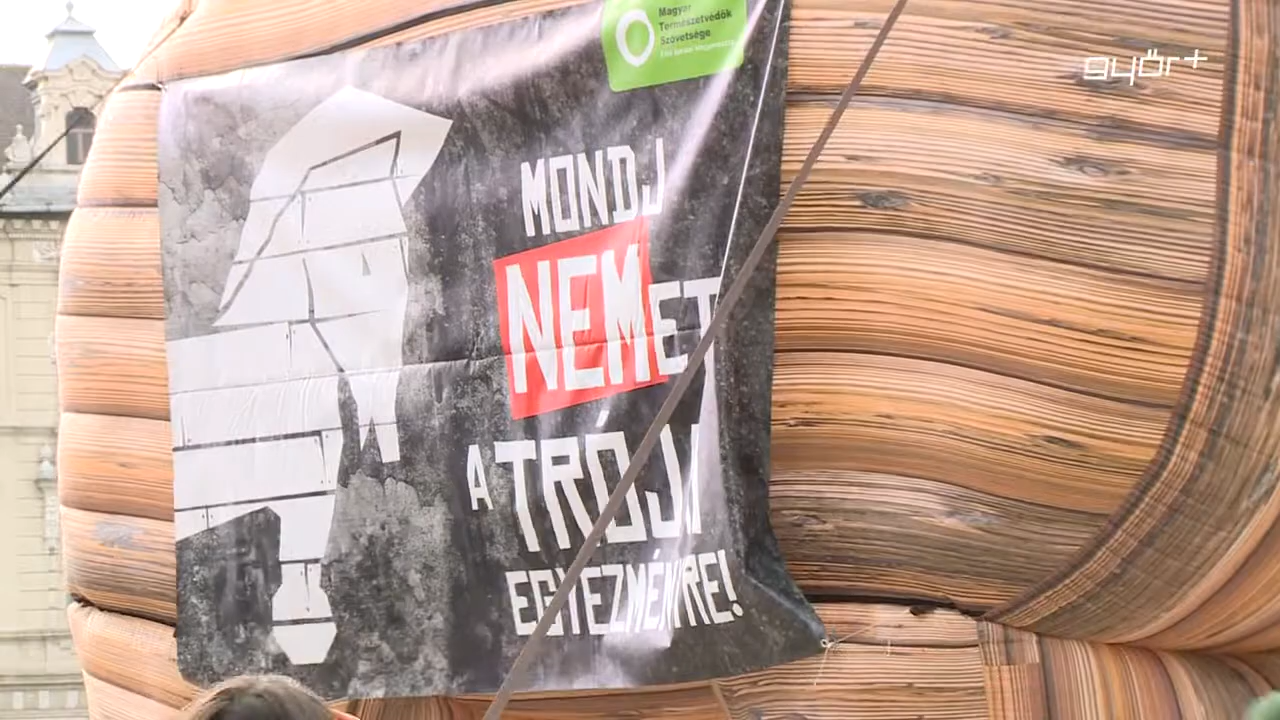 Magyar
Természetvédők
Szövetsége
győr+
MONDJ
NEMET
A TRÓJAI
EGYEZMÉNYRE!